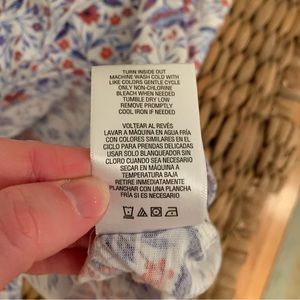 TURN INSIDE OUT
MACHINE WASH COLD WITH
LIKE COLORS GENTLE CYCLE
ONLY NON-CHLORINE
BLEACH WHEN NEEDED
TUMBLE DRY LOW
REMOVE PROMPTLY
COOL IRON IF NEEDED
VOLTEAR AL REVÉS
LAVAR A MÁQUINA EN AGUA FRÍA
CON COLORES SIMILARES EN EL
CICLO PARA PRENDAS DELICADAS
USAR SOLO BLANQUEADOR SIN
CLORO CUANDO SEA NECESARIO
SECAR EN MÁQUINA A
TEMPERATURA BAJA
RETIRE INMEDIATAMENTE
PLANCHAR CON UNA PLANCHA
FRÍA SI ES NECESARIO